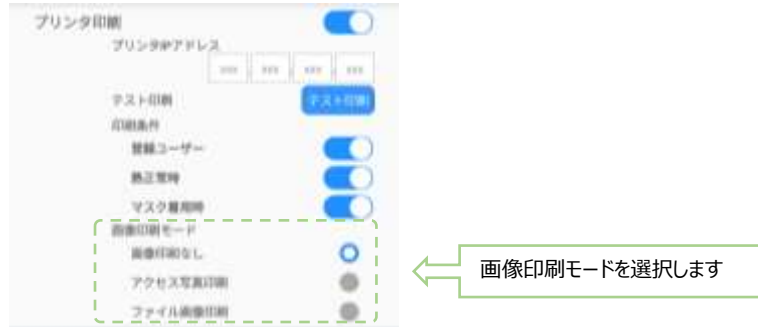 プリンタ印刷
プリンタIPアドレス
xxx xxx xxx xxx
テスト印刷 テスト印刷
印刷条件
登録ユーザー
熱正常時
マスク着用時
画像印刷モード
画像印刷なし
アクセス写真印刷
ファイル画像印刷
画像印刷モードを選択します